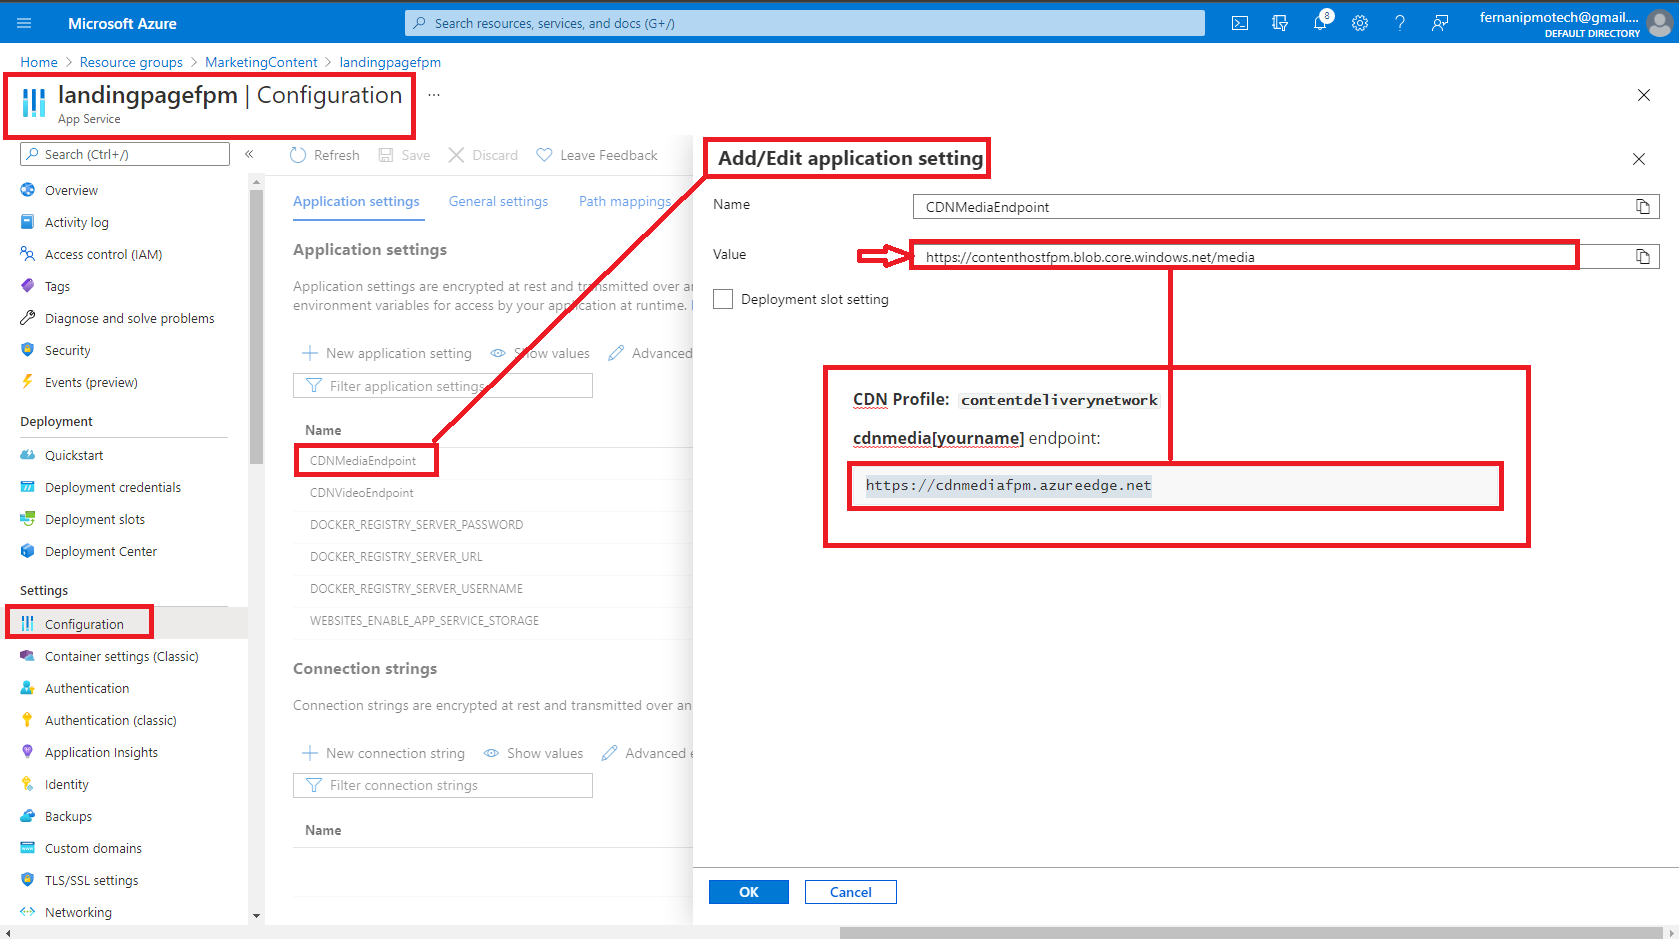 Microsoft Azure
Search resources, services, and docs (G+/)
8
fernanipmotech@gmail....
DEFAULT DIRECTORY
Home > Resource groups > MarketingContent > landingpagefpm
landingpagefpm | Configuration ...
App Service
Search (Ctrl+/)
«
Overview
Activity log
Access control (IAM)
Tags
Diagnose and solve problems
Security
Events (preview)
Deployment
Quickstart
Deployment credentials
Deployment slots
Deployment Center
Settings
Configuration
Container settings (Classic)
Authentication
Authentication (classic)
Application Insights
Identity
Backups
Custom domains
TLS/SSL settings
Networking
Refresh Save Discard Leave Feedback
Application settings General settings Path mappings
Application settings
Application settings are encrypted at rest and transmitted over an
environment variables for access by your application at runtime.
New application setting Show values Advanced
Filter application settings
Name
CDNMediaEndpoint
CDNVideoEndpoint
DOCKER_REGISTRY_SERVER_PASSWORD
DOCKER_REGISTRY_SERVER_URL
DOCKER_REGISTRY_SERVER_USERNAME
WEBSITES_ENABLE_APP_SERVICE_STORAGE
Connection strings
Connection strings are encrypted at rest and transmitted over an
New connection string Show values Advanced e
Filter connection strings
Name
Add/Edit application setting
Name
CDNMediaEndpoint
Value
https://contenthostfpm.blob.core.windows.net/media
Deployment slot setting
CDN Profile: contentdeliverynetwork
cdnmedia[yourname] endpoint:
https://cdnmediafpm.azureedge.net
OK Cancel